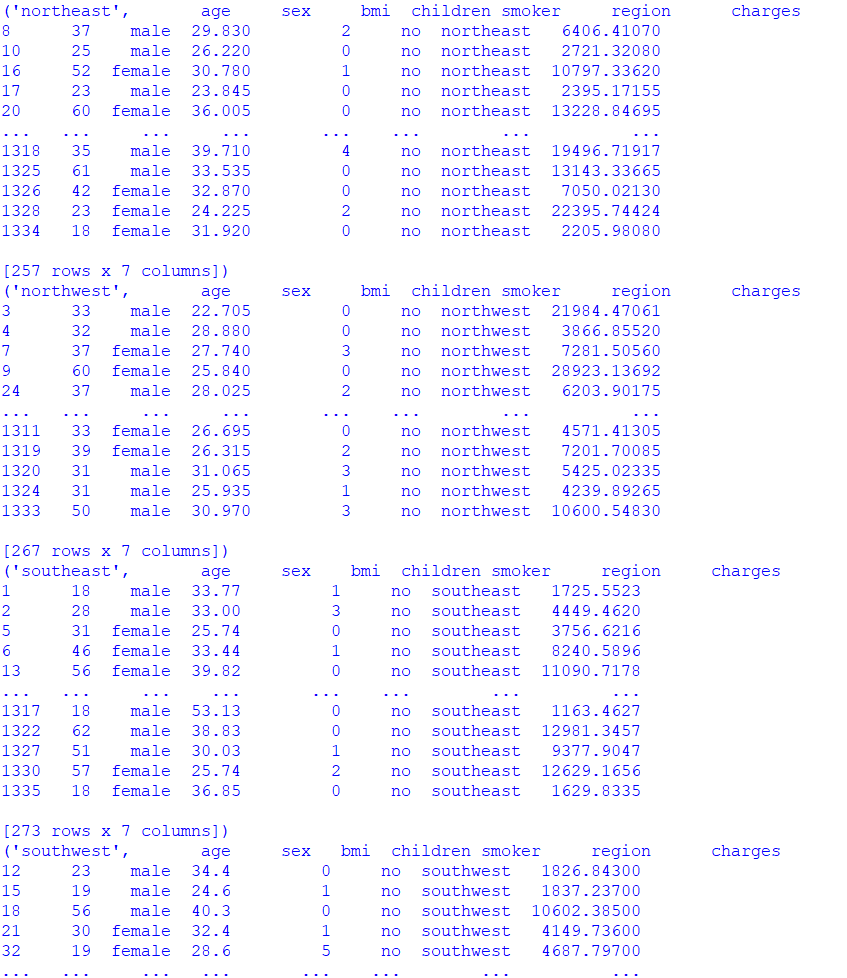 ('northeast',       age     sex     bmi  children smoker     region      charges
8      37    male  29.830         2     no  northeast   6406.41070
10     25    male  26.220         0     no  northeast   2721.32080
16     52  female  30.780         1     no  northeast  10797.33620
17     23    male  23.845         0     no  northeast   2395.17155
20     60  female  36.005         0     no  northeast  13228.84695
...   ...     ...     ...       ...    ...        ...          ...
1318   35    male  39.710         4     no  northeast  19496.71917
1325   61    male  33.535         0     no  northeast  13143.33665
1326   42  female  32.870         0     no  northeast   7050.02130
1328   23  female  24.225         2     no  northeast  22395.74424
1334   18  female  31.920         0     no  northeast   2205.98080
[257 rows x 7 columns])
('northwest',       age     sex     bmi  children smoker     region      charges
3      33    male  22.705         0     no  northwest  21984.47061
4      32    male  28.880         0     no  northwest   3866.85520
7      37  female  27.740         3     no  northwest   7281.50560
9      60  female  25.840         0     no  northwest  28923.13692
24     37    male  28.025         2     no  northwest   6203.90175
...   ...     ...     ...       ...    ...        ...          ...
1311   33  female  26.695         0     no  northwest   4571.41305
1319   39  female  26.315         2     no  northwest   7201.70085
1320   31    male  31.065         3     no  northwest   5425.02335
1324   31    male  25.935         1     no  northwest   4239.89265
1333   50    male  30.970         3     no  northwest  10600.54830
[267 rows x 7 columns])
('southeast',       age     sex    bmi  children smoker     region     charges
1      18    male  33.77         1     no  southeast   1725.5523
2      28    male  33.00         3     no  southeast   4449.4620
5      31  female  25.74         0     no  southeast   3756.6216
6      46  female  33.44         1     no  southeast   8240.5896
13     56  female  39.82         0     no  southeast  11090.7178
...   ...     ...    ...       ...    ...        ...         ...
1317   18    male  53.13         0     no  southeast   1163.4627
1322   62    male  38.83         0     no  southeast  12981.3457
1327   51    male  30.03         1     no  southeast   9377.9047
1330   57  female  25.74         2     no  southeast  12629.1656
1335   18  female  36.85         0     no  southeast   1629.8335
[273 rows x 7 columns])
('southwest',       age     sex   bmi  children smoker     region      charges
12     23    male  34.4         0     no  southwest   1826.84300
15     19    male  24.6         1     no  southwest   1837.23700
18     56    male  40.3         0     no  southwest  10602.38500
21     30  female  32.4         1     no  southwest   4149.73600
32     19  female  28.6         5     no  southwest   4687.79700
...   ...     ...   ...       ...    ...        ...          ...